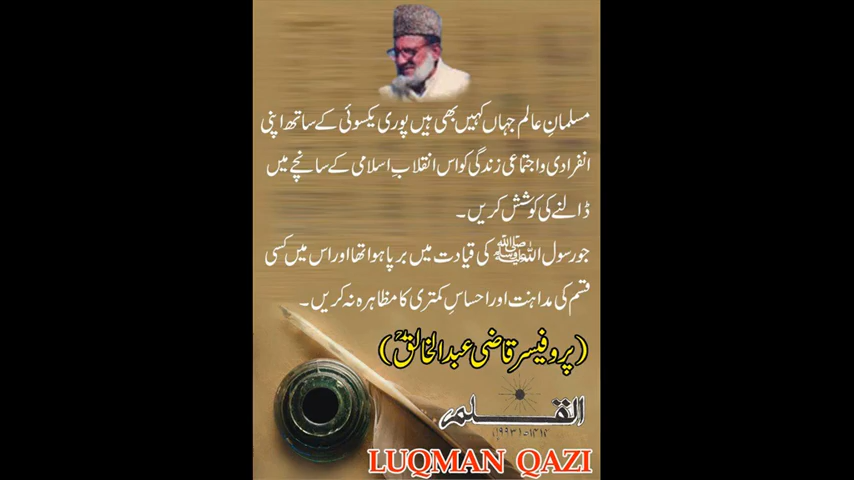 مسلمانِ عالم جہاں کہیں بھی ہیں پوری یکسوئی کے ساتھ اپنی
انفرادی و اجتماعی زندگی کو اس انقلابِ اسلامی کے سانچے میں
ڈالنے کی کوشش کریں۔
جو رسول اللہ ﷺ کی قیادت میں برپا ہوا تھا اور اس میں کسی
قسم کی مداہنت اور احساسِ کمتری کا مظاہرہ نہ کریں۔
(پروفیسر قاضی عبدالخالقؒ)
القلم
LUQMAN QAZI